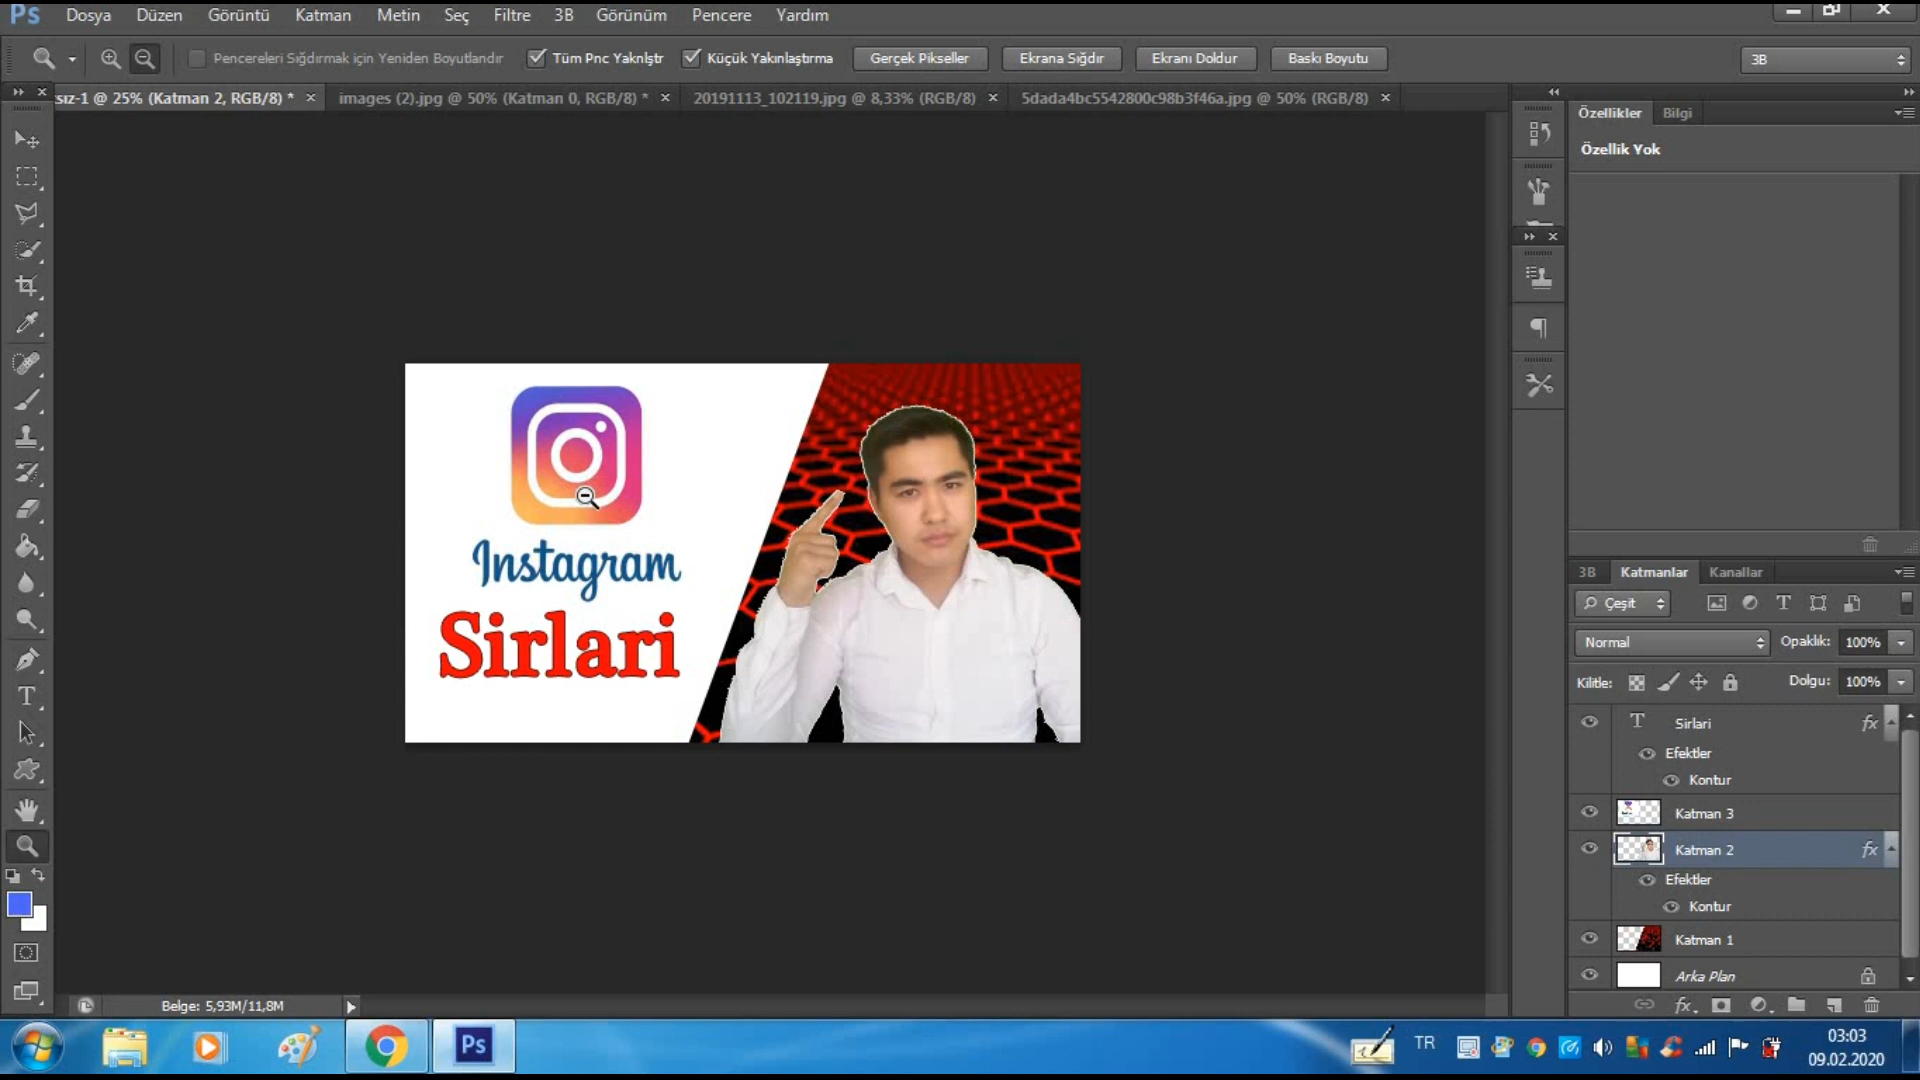 Ps Dosya Düzen Görüntü Katman Metin Seç Filtre 3B Görünüm Pencere Yardım
Pencereleri Sığdırmak için Yeniden Boyutlandır Tüm Pnc Yaknlştr Küçük Yakınlaştırma Gerçek Pikseller Ekrana Sığdır Ekranı Doldur Baskı Boyutu 3B
sız-1 @ 25% (Katman 2, RGB/8) * images (2).jpg @ 50% (Katman 0, RGB/8) * 20191113_102119.jpg @ 8,33% (RGB/8) 5dada4bc5542800c98b3f46a.jpg @ 50% (RGB/8)
Özellikler Bilgi
Özellik Yok
Instagram
Sirlari
3B Katmanlar Kanallar
Çeşit
Normal Opaklık: 100%
Kilitle: Dolgu: 100%
Sirlari fx
Efektler
Kontur
Katman 3
Katman 2 fx
Efektler
Kontur
Katman 1
Arka Plan
Belge: 5,93M/11,8M
fx
Ps TR 03:03
09.02.2020